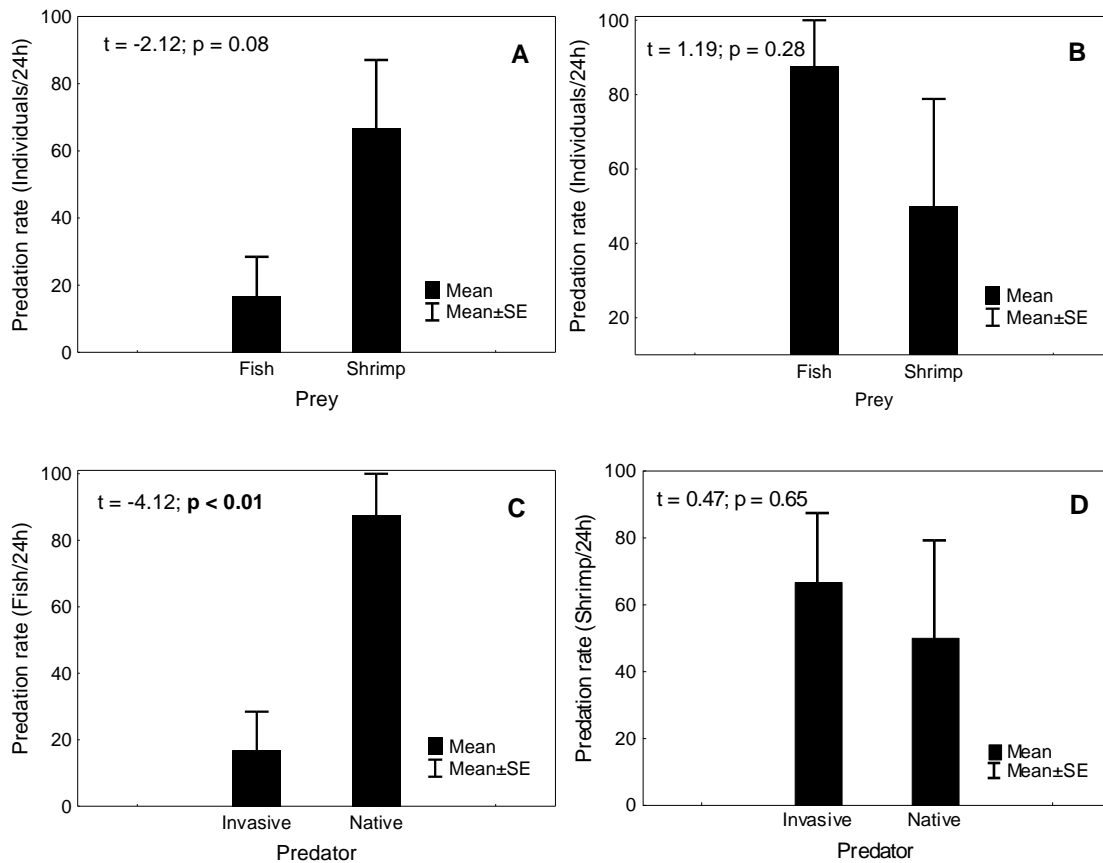 t = -2.12; p = 0.08
A
Predation rate (Individuals/24h)
100
80
60
40
20
0
Mean
Mean±SE
Fish
Shrimp
Prey
t = 1.19; p = 0.28
B
Predation rate (Individuals/24h)
100
80
60
40
20
Mean
Mean±SE
Fish
Shrimp
Prey
t = -4.12; p < 0.01
C
Predation rate (Fish/24h)
100
80
60
40
20
0
Mean
Mean±SE
Invasive
Native
Predator
t = 0.47; p = 0.65
D
Predation rate (Shrimp/24h)
100
80
60
40
20
0
Mean
Mean±SE
Invasive
Native
Predator